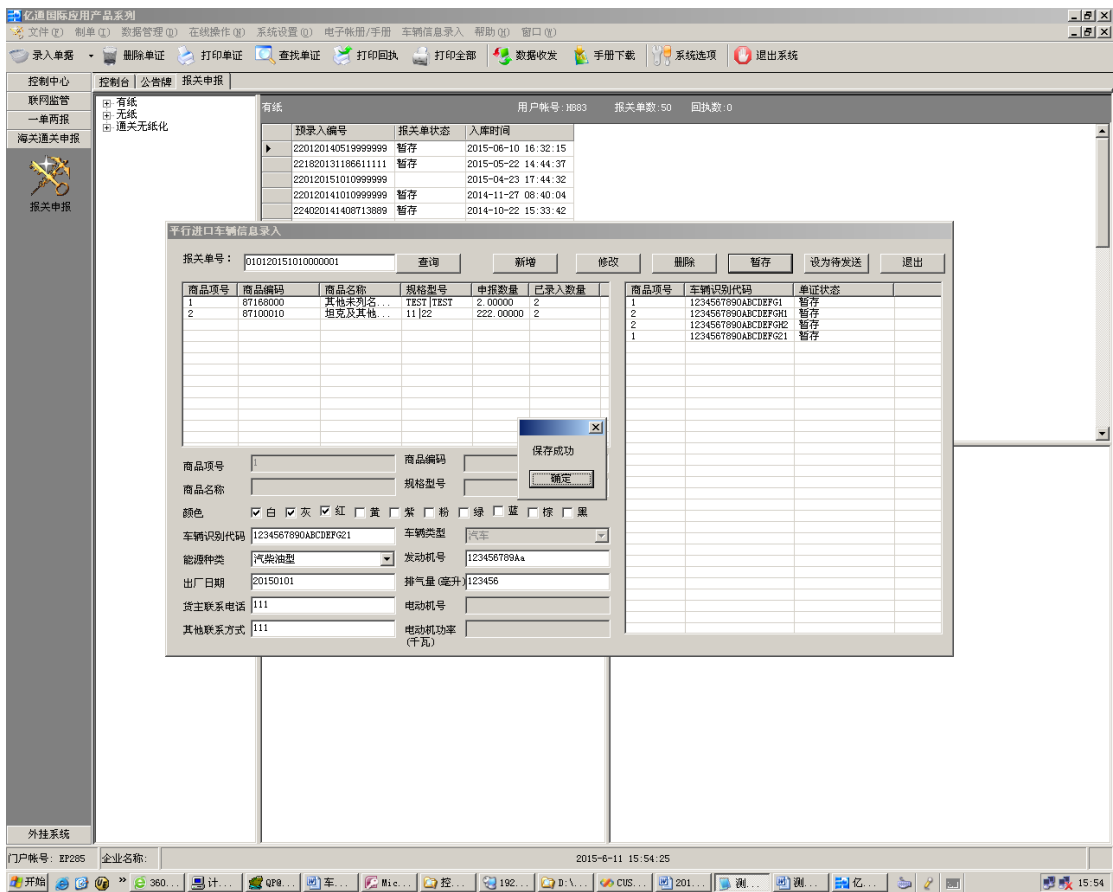 亿通国际应用产品系列
文件(F) 制单(I) 数据管理(D) 在线操作(W) 系统设置(O) 电子帐册/手册 车辆信息录入 帮助(H) 窗口(W)
录入单据 删除单证 打印单证 查找单证 打印回执 打印全部 数据收发 手册下载 系统选项 退出系统
控制中心 控制台 公告牌 报关申报
联网监管
一单两报
海关通关申报
报关申报
有纸
无纸
通关无纸化
有纸 用户帐号:HB83 报关单数:50 回执数:0
预录入编号 报关单状态 入库时间
220120140519999999 暂存 2015-06-10 16:32:15
221820131186611111 暂存 2015-05-22 14:44:37
220120151010999999 2015-04-23 17:44:32
220120141010999999 暂存 2014-11-27 08:40:04
224020141408713889 暂存 2014-10-22 15:33:42
平行进口车辆信息录入
报关单号: 010120151010000001 查询 新增 修改 删除 暂存 设为待发送 退出
商品项号 商品编码 商品名称 规格型号 申报数量 已录入数量
1 87168000 其他未列名... TEST|TEST 2.00000 2
2 87100010 坦克及其他... 11|22 222.00000 2
商品项号 车辆识别代码 单证状态
1 1234567890ABCDEFG1 暂存
2 1234567890ABCDEFGH1 暂存
2 1234567890ABCDEFGH2 暂存
1 1234567890ABCDEFG21 暂存
保存成功
确定
商品项号 1 商品编码
商品名称 规格型号
颜色 白 灰 红 黄 紫 粉 绿 蓝 棕 黑
车辆识别代码 1234567890ABCDEFG21 车辆类型 汽车
能源种类 汽柴油型 发动机号 123456789Aa
出厂日期 20150101 排气量(毫升) 123456
货主联系电话 111 电动机号
其他联系方式 111 电动机功率
(千瓦)
外挂系统
门户帐号: EP285 企业名称: 2015-6-11 15:54:25
开始 » 360... 计... QP@... 车... Mic... 控... 192... D:\... CUS... 201... 测... 测... 亿... 15:54